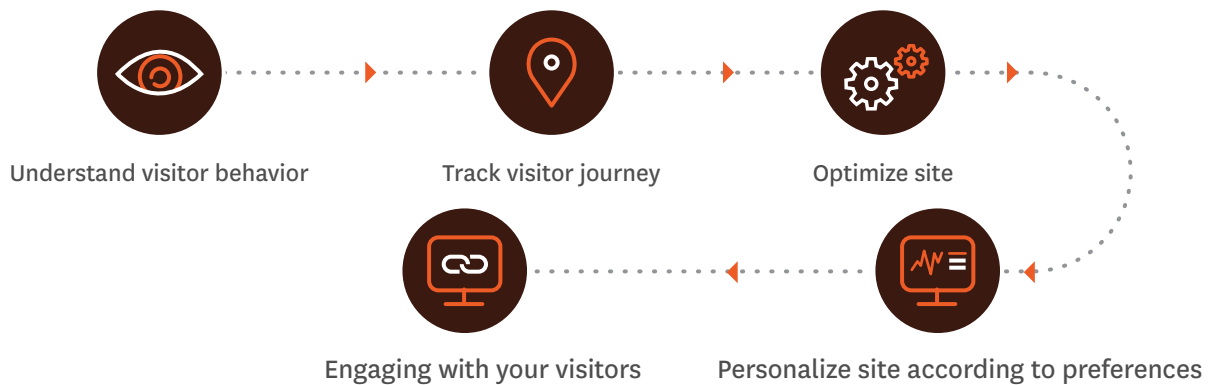 Understand visitor behavior
Track visitor journey
Optimize site
Personalize site according to preferences
Engaging with your visitors